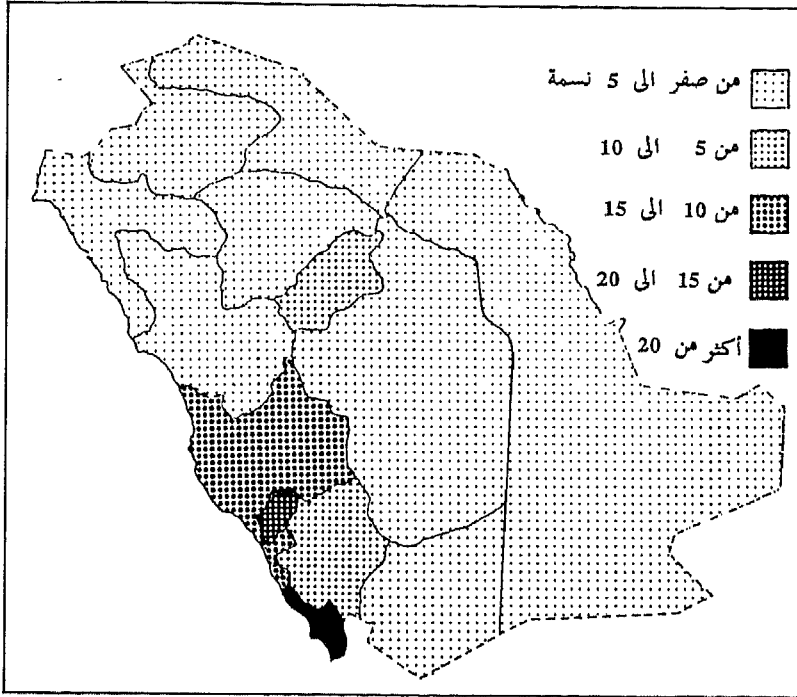 من صفر الى 5 نسمة
من 5 الى 10
من 10 الى 15
من 15 الى 20
أكثر من 20